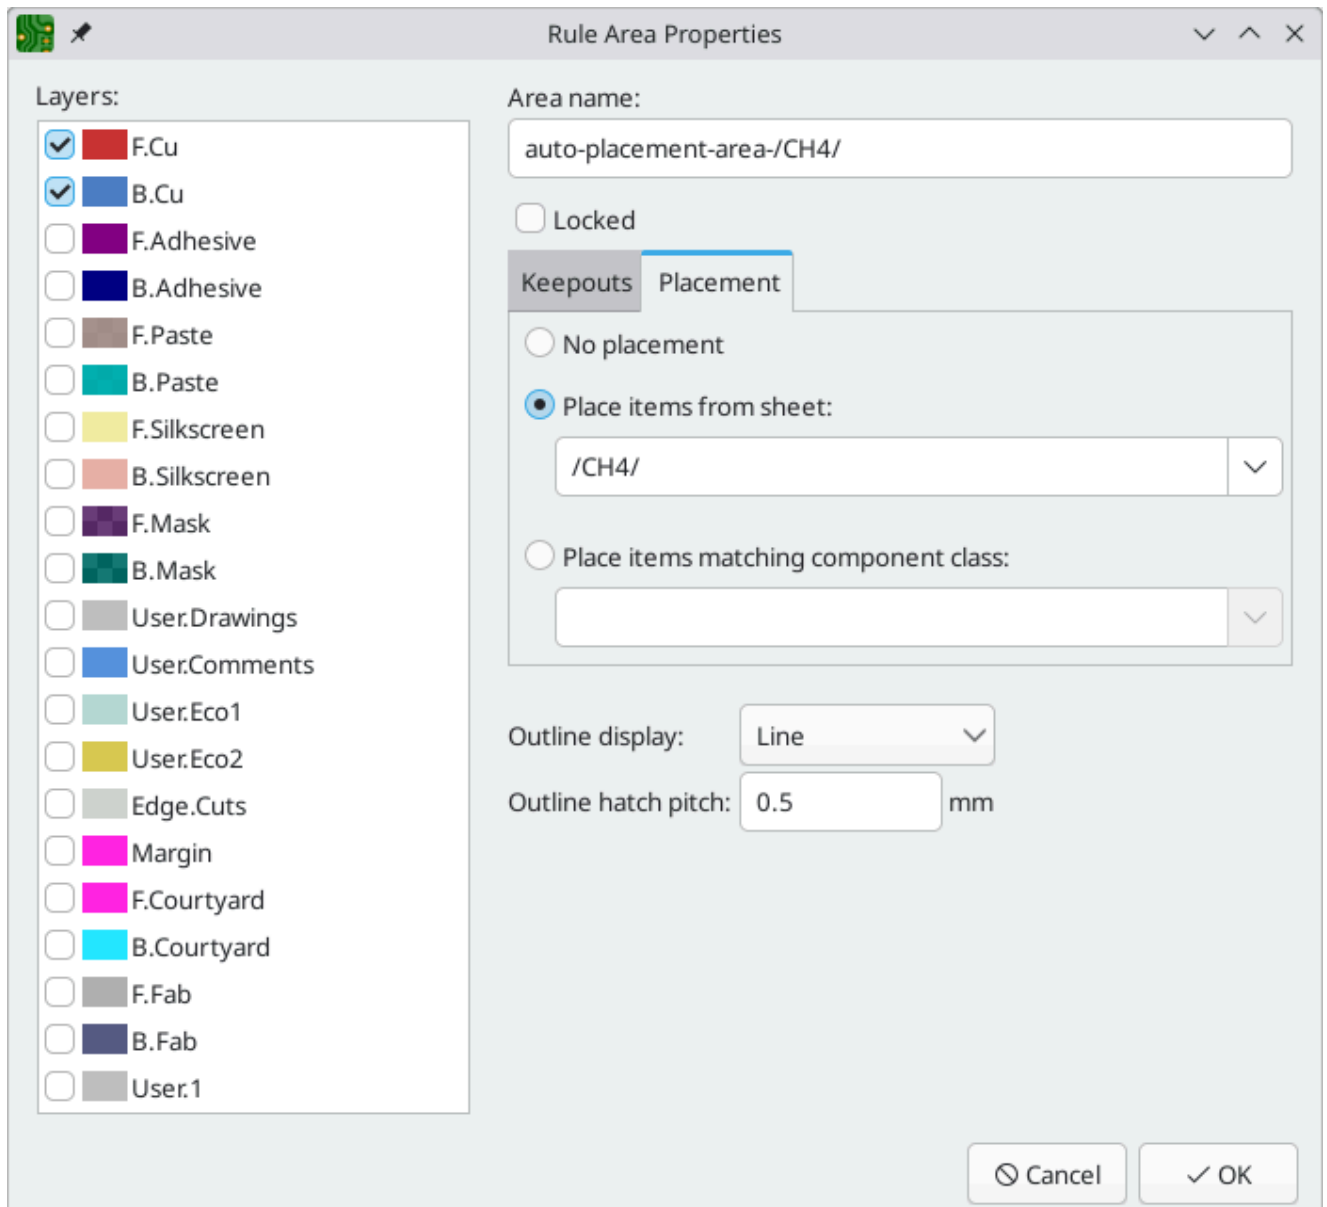 Rule Area Properties
Layers:
F.Cu
B.Cu
F.Adhesive
B.Adhesive
F.Paste
B.Paste
F.Silkscreen
B.Silkscreen
F.Mask
B.Mask
User.Drawings
User.Comments
User.Eco1
User.Eco2
Edge.Cuts
Margin
F.Courtyard
B.Courtyard
F.Fab
B.Fab
User.1
Area name:
auto-placement-area-/CH4/
Locked
Keepouts Placement
No placement
Place items from sheet:
/CH4/
Place items matching component class:
Outline display: Line
Outline hatch pitch: 0.5 mm
Cancel OK